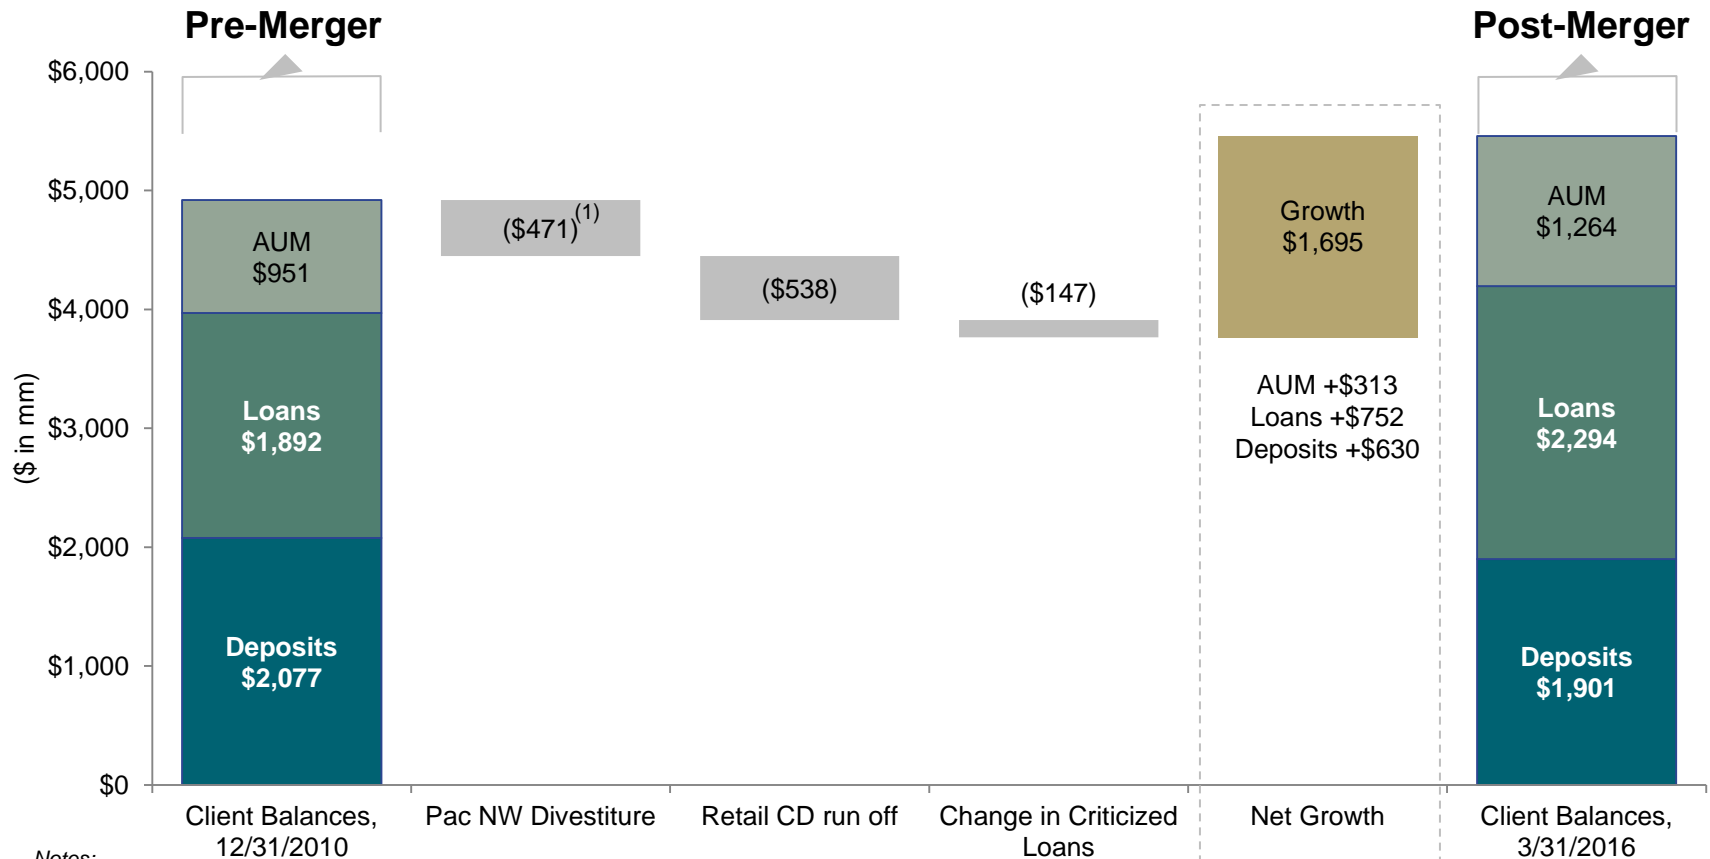 Pre-Merger
Post-Merger
$6,000
$5,000
$4,000
$3,000
$2,000
$1,000
$0
($ in mm)
AUM
$951
Loans
$1,892
Deposits
$2,077
($471)(1)
($538)
($147)
Growth
$1,695
AUM +$313
Loans +$752
Deposits +$630
AUM
$1,264
Loans
$2,294
Deposits
$1,901
Client Balances,
12/31/2010
Pac NW Divestiture
Retail CD run off
Change in Criticized
Loans
Net Growth
Client Balances,
3/31/2016
Notes: